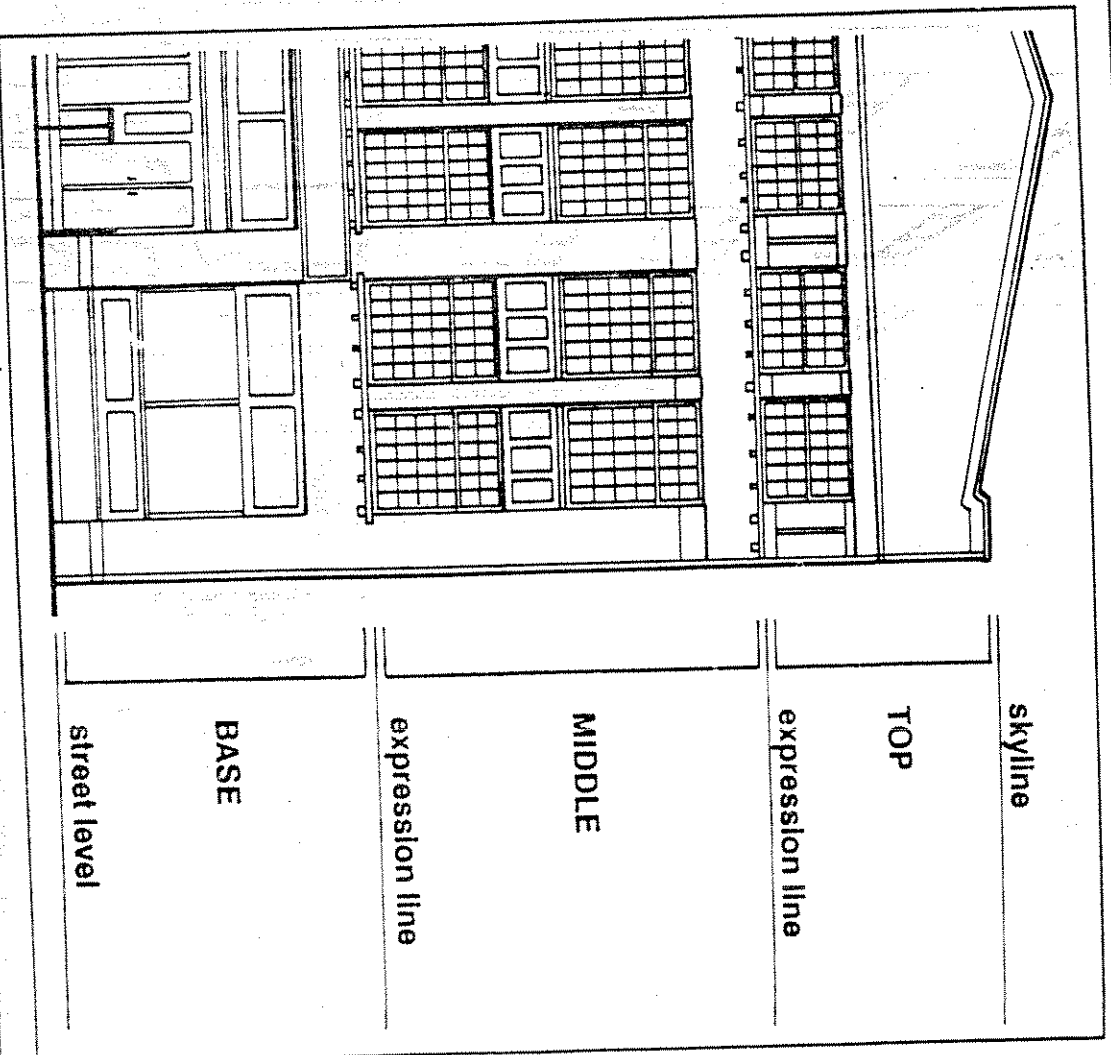 skyline
TOP
expression line
MIDDLE
expression line
BASE
street level